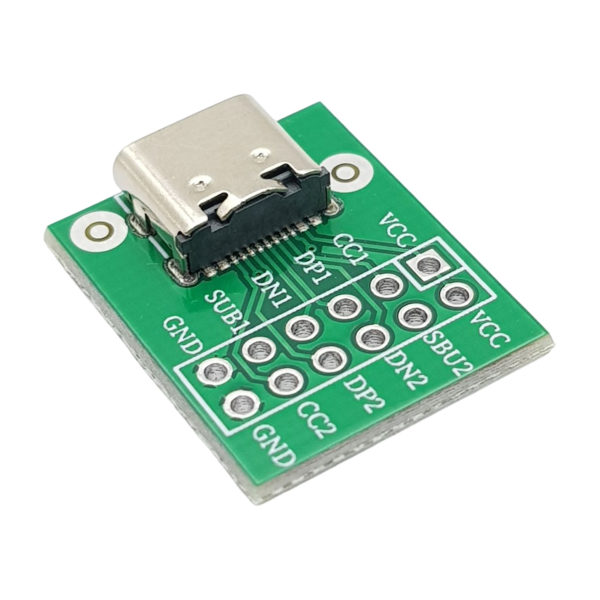 GND
SUB1
DN1
DP1
CC1
VCC
GND
CC2
DP2
DN2
SBU2
VCC